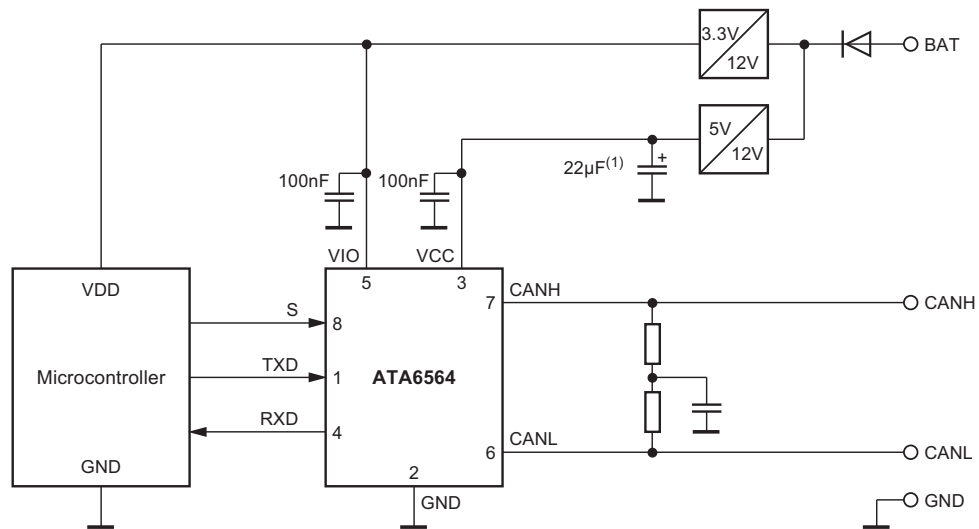 3.3V
12V
BAT
5V
12V
22µF(1)
+
100nF
100nF
VIO
VCC
5
3
VDD
CANH
7
CANH
S
8
Microcontroller
TXD
1
ATA6564
RXD
4
CANL
6
CANL
GND
2
GND
GND